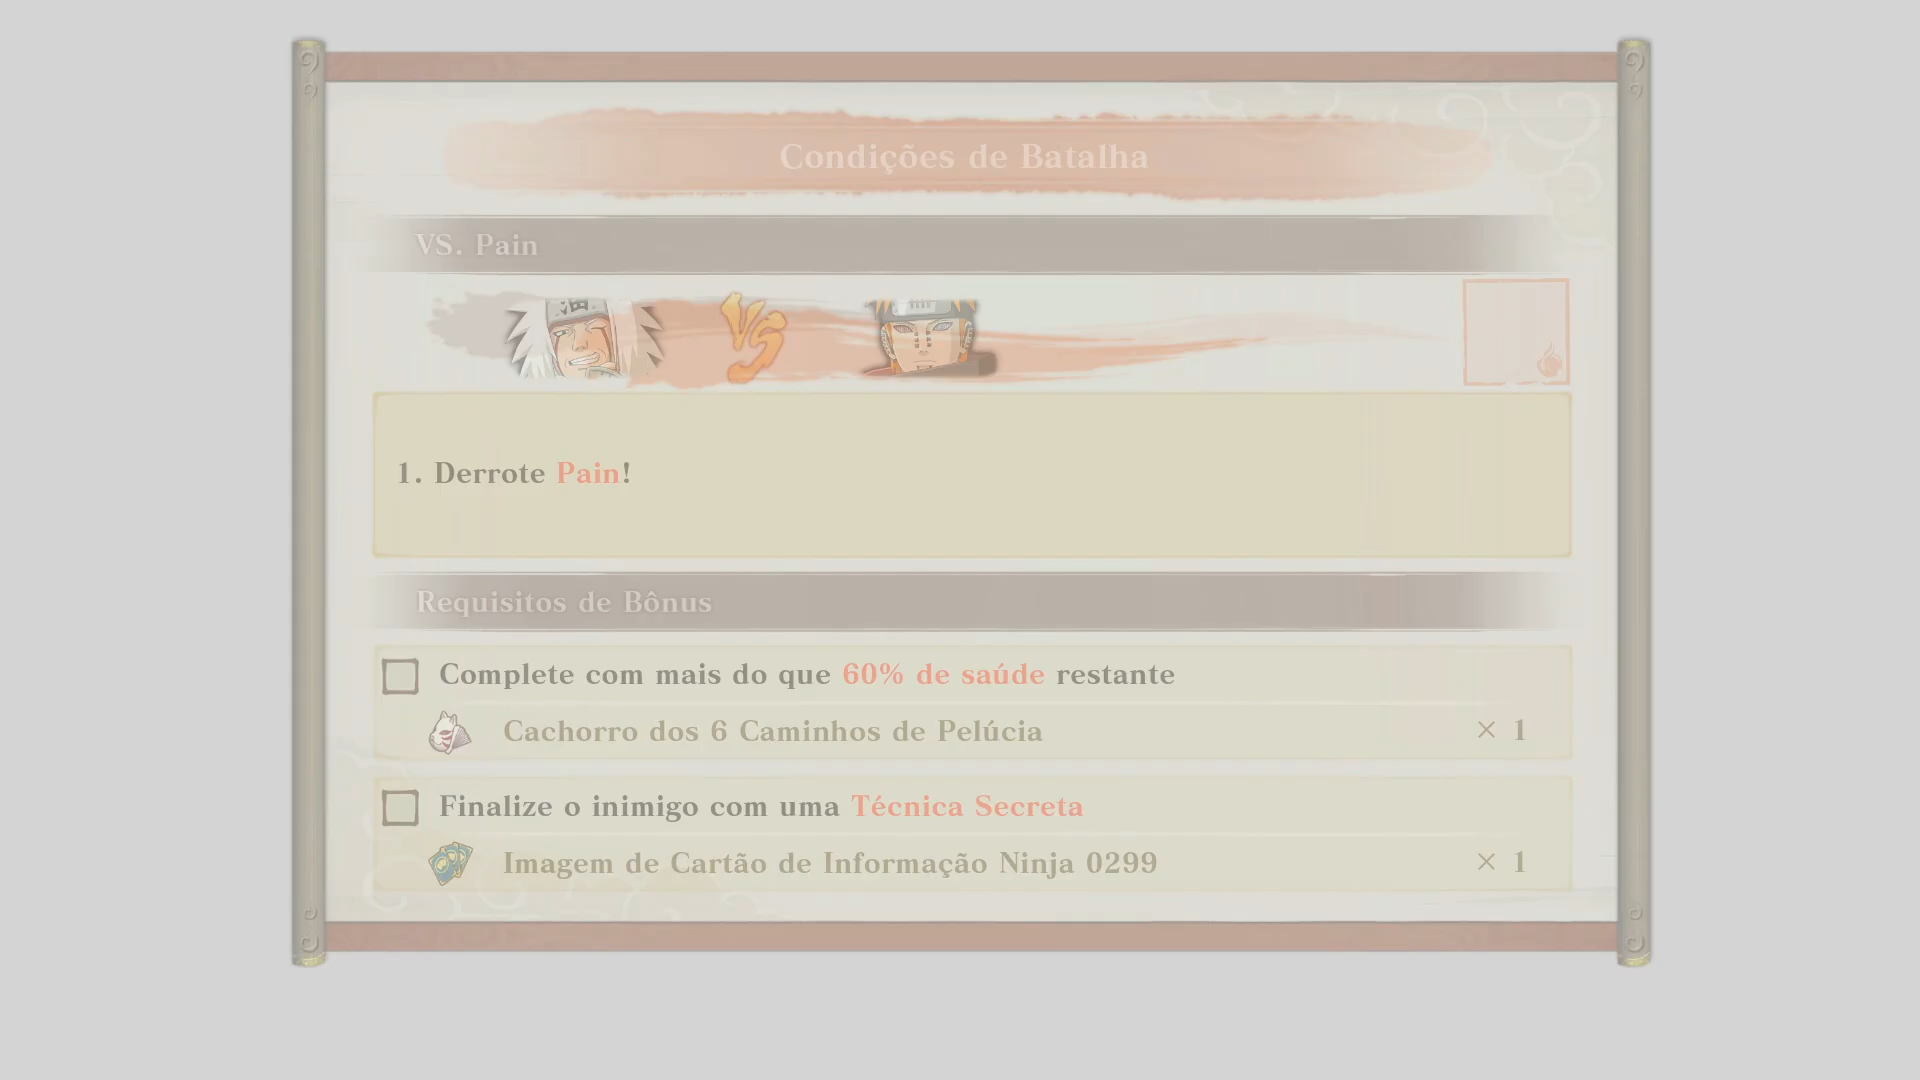 Condições de Batalha
VS. Pain
油
VS
1. Derrote Pain!
Requisitos de Bônus
Complete com mais do que 60% de saúde restante
Cachorro dos 6 Caminhos de Pelúcia × 1
Finalize o inimigo com uma Técnica Secreta
Imagem de Cartão de Informação Ninja 0299 × 1